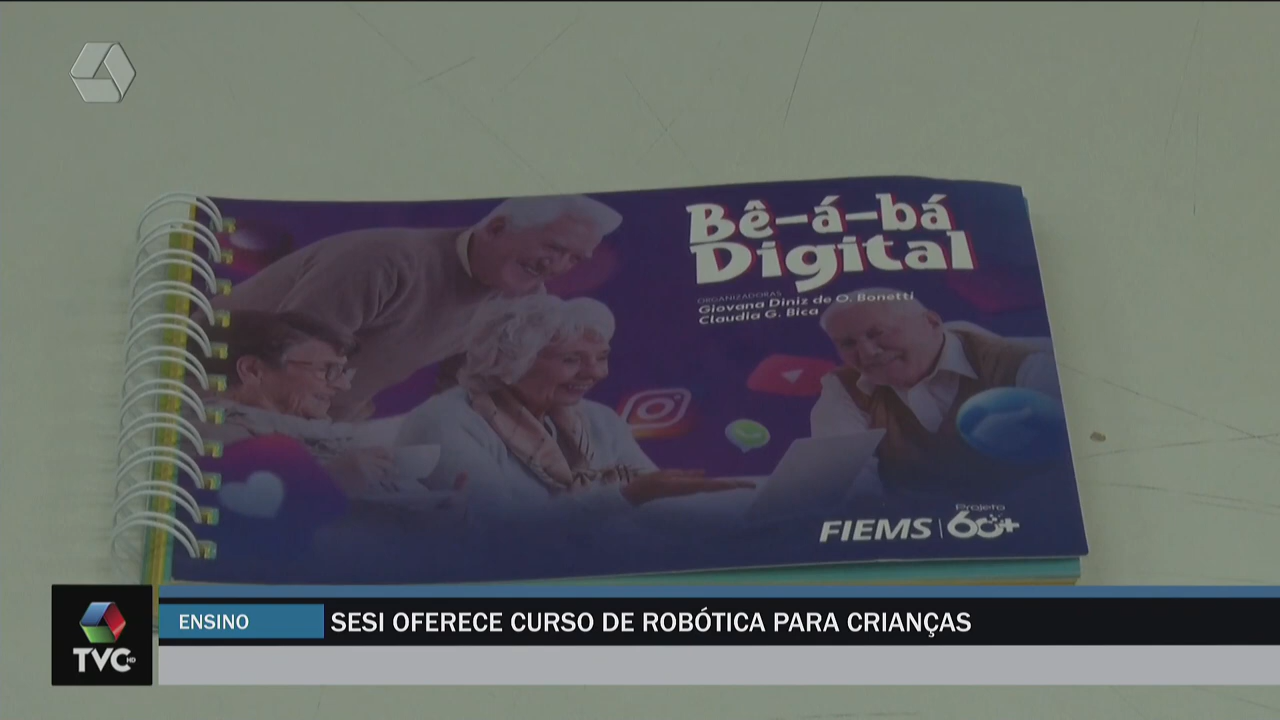 Bê-á-bá
Digital
ORGANIZADORAS
Giovana Diniz de O. Bonetti
Claudia G. Bica
FIEMS
Projeto
60+
ENSINO
SESI OFERECE CURSO DE ROBÓTICA PARA CRIANÇAS
TVC HD